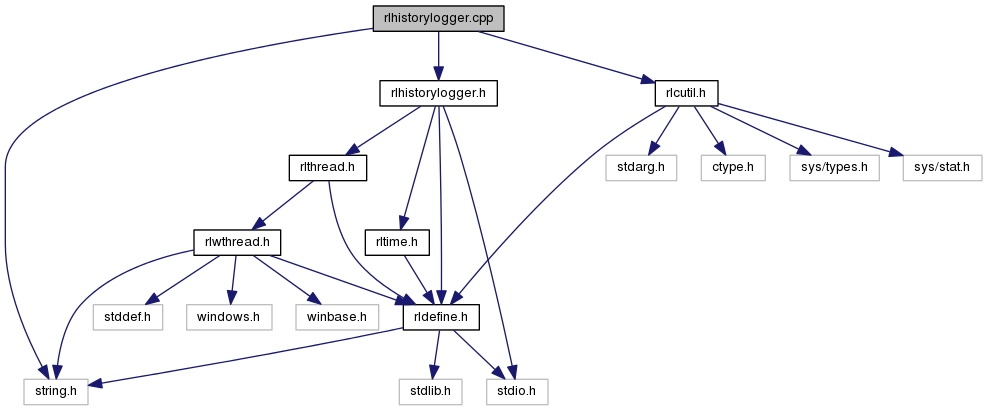 rlhistorylogger.cpp
rlhistorylogger.h
rlcutil.h
rlthread.h
stdarg.h
ctype.h
sys/types.h
sys/stat.h
rlwthread.h
rltime.h
stddef.h
windows.h
winbase.h
rldefine.h
string.h
stdlib.h
stdio.h